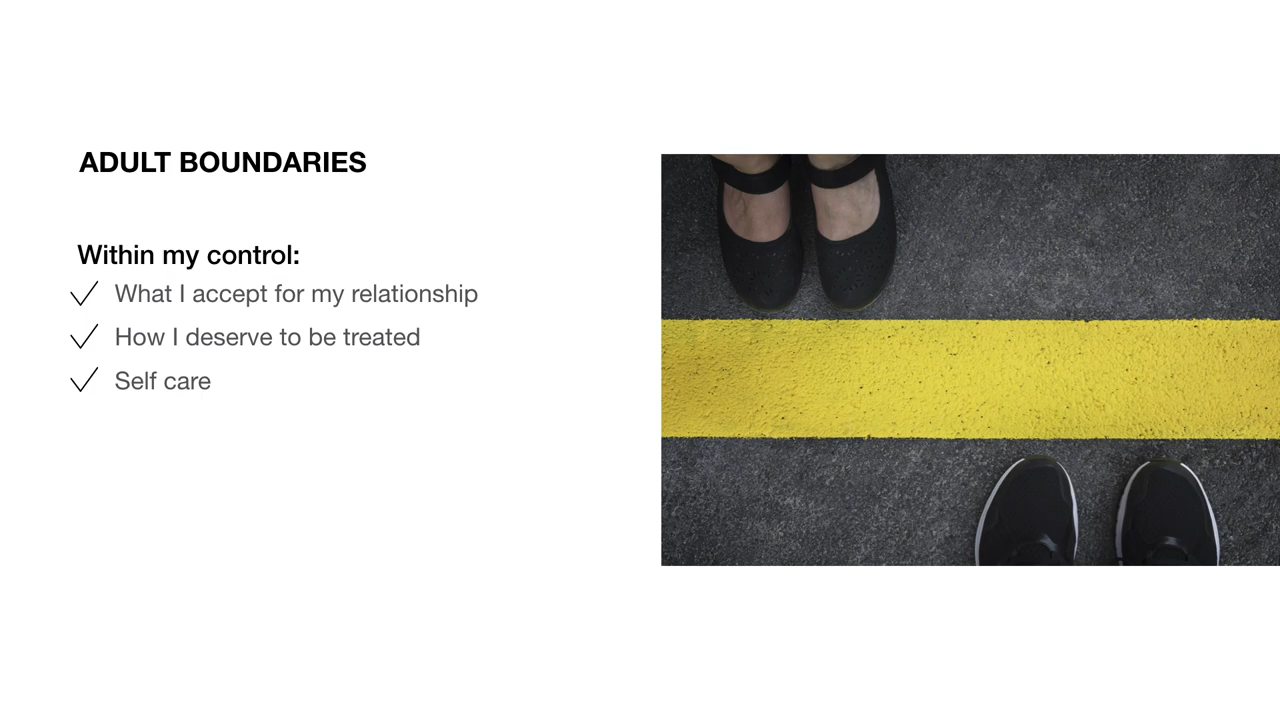 ADULT BOUNDARIES
Within my control:
What I accept for my relationship
How I deserve to be treated
Self care